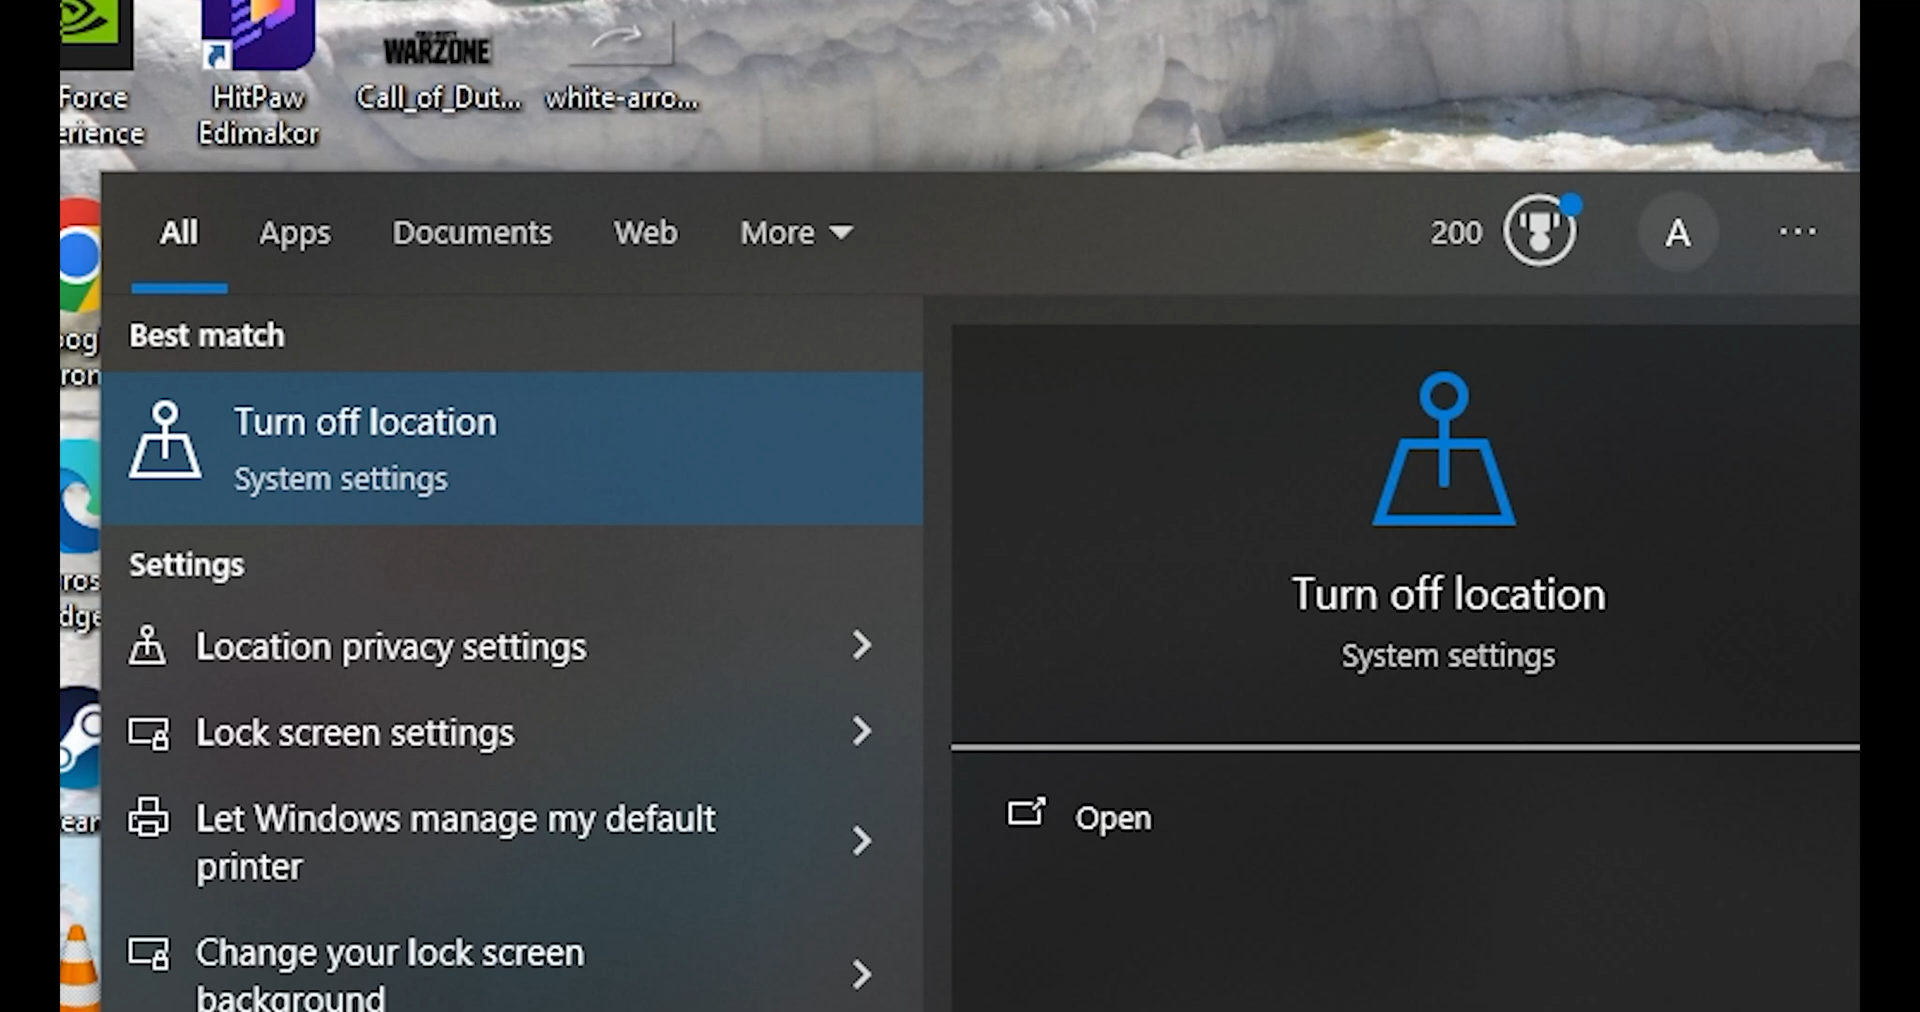 WARZONE
Force
erience
HitPaw
Edimakor
Call_of_Dut...
white-arro...
All
Apps
Documents
Web
More
200
A
Best match
Turn off location
System settings
Settings
Location privacy settings
Lock screen settings
Let Windows manage my default
printer
Change your lock screen
background
Turn off location
System settings
Open